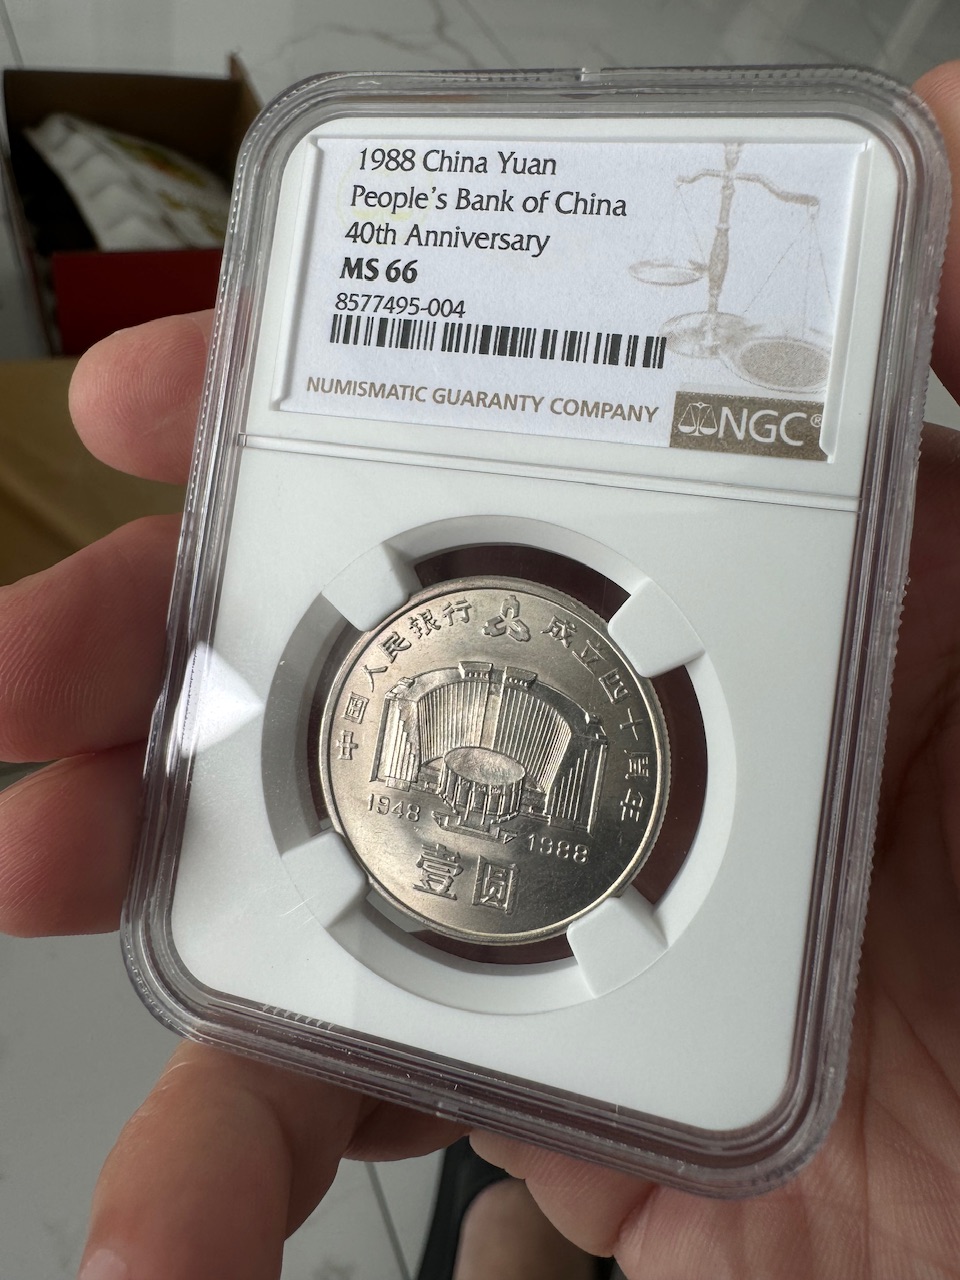 1988 China Yuan
People's Bank of China
40th Anniversary
MS 66
8577495-004
NUMISMATIC GUARANTY COMPANY
NGC®
中国人民银行 成立四十周年
1948
1988
壹圆